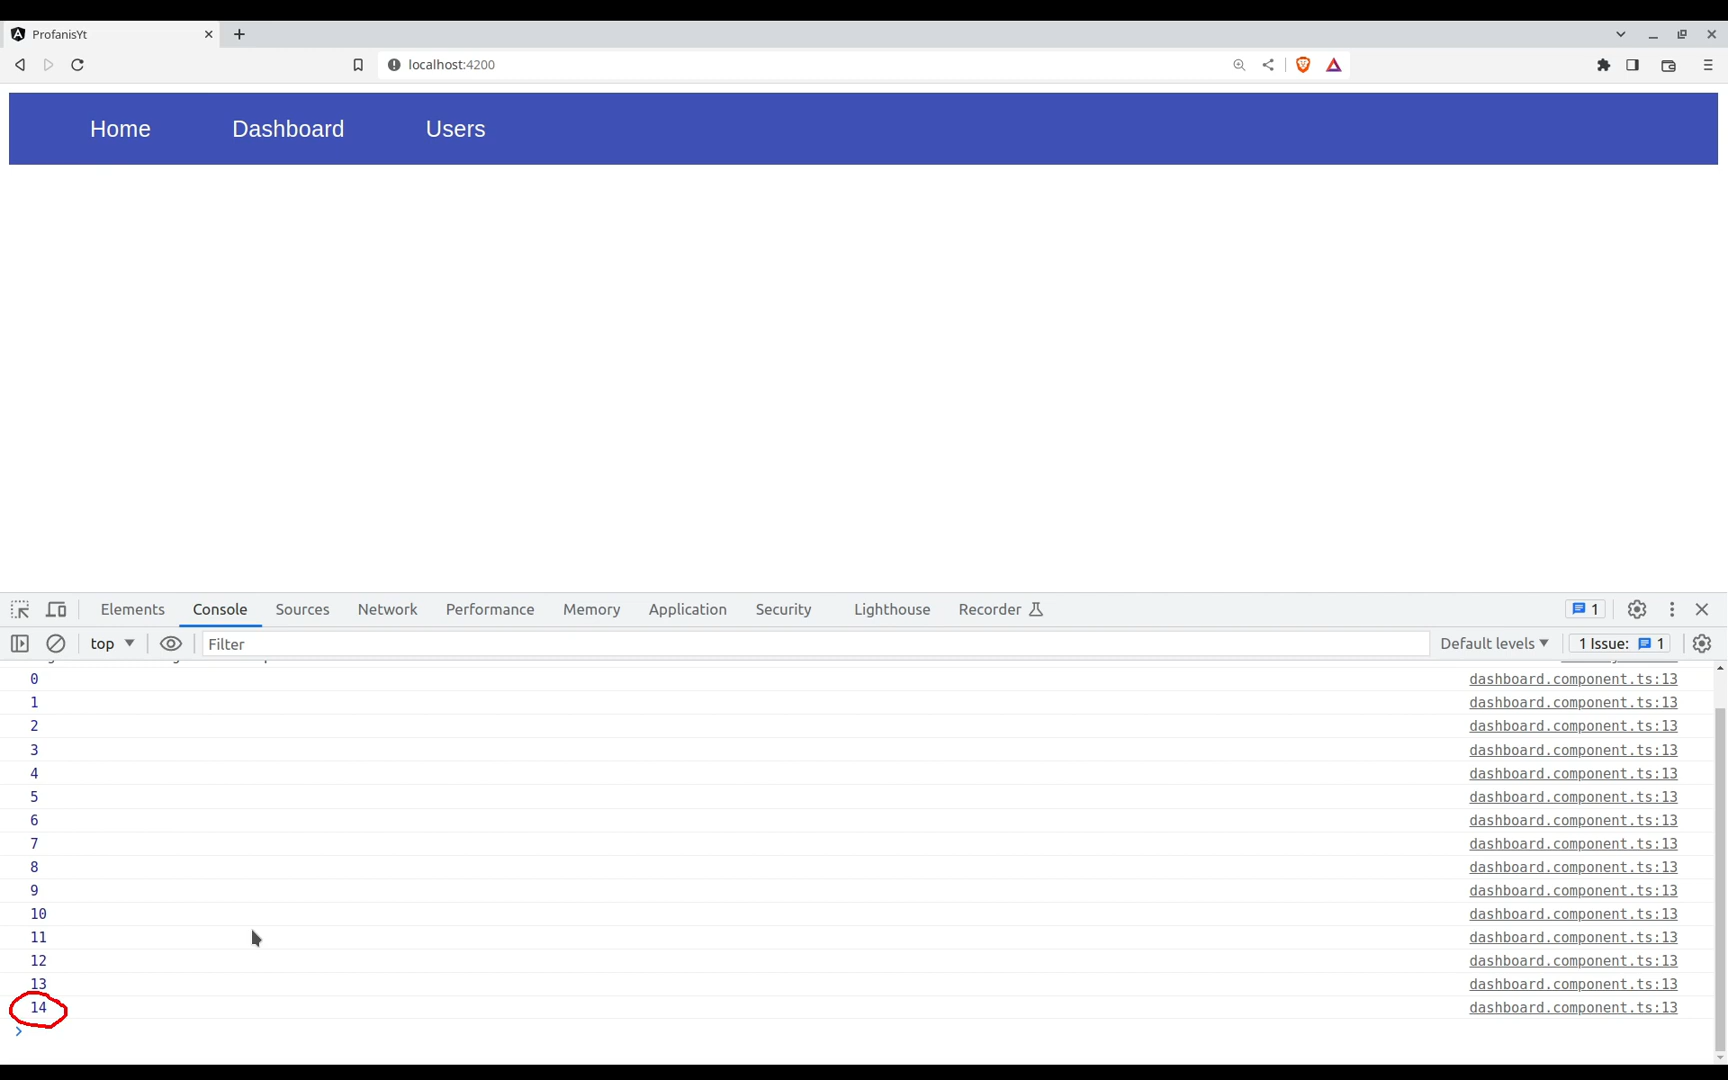 ProfanisYt
localhost:4200
Home Dashboard Users
Elements Console Sources Network Performance Memory Application Security Lighthouse Recorder 1
top Filter Default levels 1 Issue: 1
0 dashboard.component.ts:13
1 dashboard.component.ts:13
2 dashboard.component.ts:13
3 dashboard.component.ts:13
4 dashboard.component.ts:13
5 dashboard.component.ts:13
6 dashboard.component.ts:13
7 dashboard.component.ts:13
8 dashboard.component.ts:13
9 dashboard.component.ts:13
10 dashboard.component.ts:13
11 dashboard.component.ts:13
12 dashboard.component.ts:13
13 dashboard.component.ts:13
14 dashboard.component.ts:13